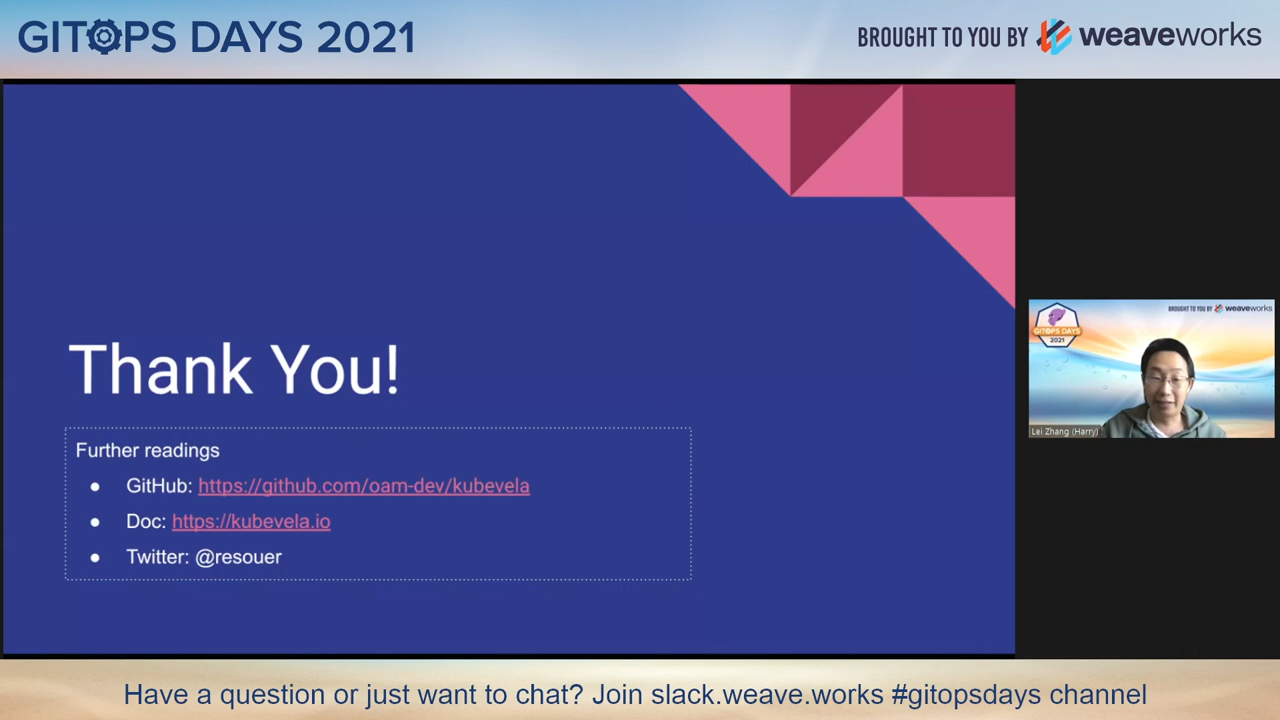 GITOPS DAYS 2021
BROUGHT TO YOU BY weaveworks
Thank You!
Further readings
● GitHub: https://github.com/oam-dev/kubevela
● Doc: https://kubevela.io
● Twitter: @resouer
GITOPS DAYS
2021
BROUGHT TO YOU BY weaveworks
Lei Zhang (Harry)
Have a question or just want to chat? Join slack.weave.works #gitopsdays channel